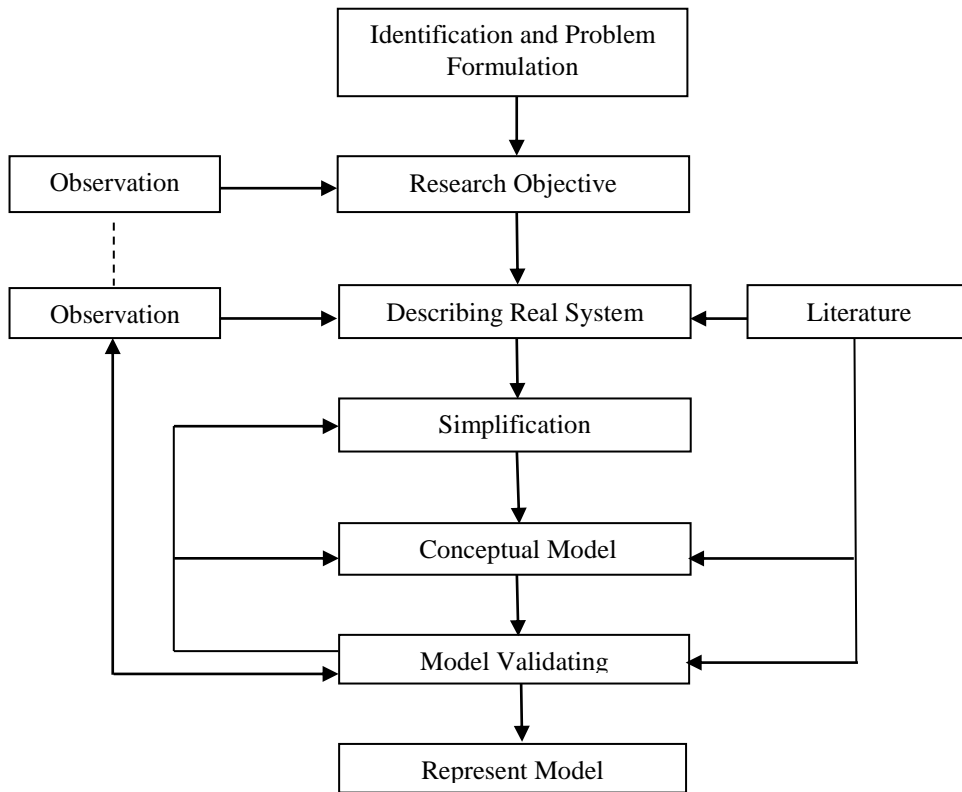 Identification and Problem
Formulation
Observation
Research Objective
Observation
Describing Real System
Literature
Simplification
Conceptual Model
Model Validating
Represent Model